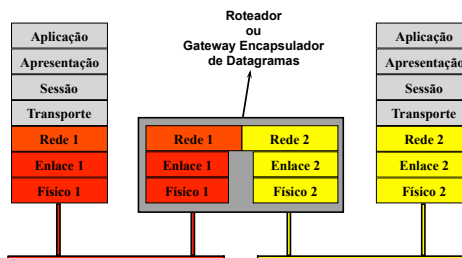 Roteador
ou
Gateway Encapsulador
de Datagramas
Aplicação
Apresentação
Sessão
Transporte
Rede 1
Enlace 1
Físico 1
Rede 1
Rede 2
Enlace 1
Enlace 2
Físico 1
Físico 2
Aplicação
Apresentação
Sessão
Transporte
Rede 2
Enlace 2
Físico 2